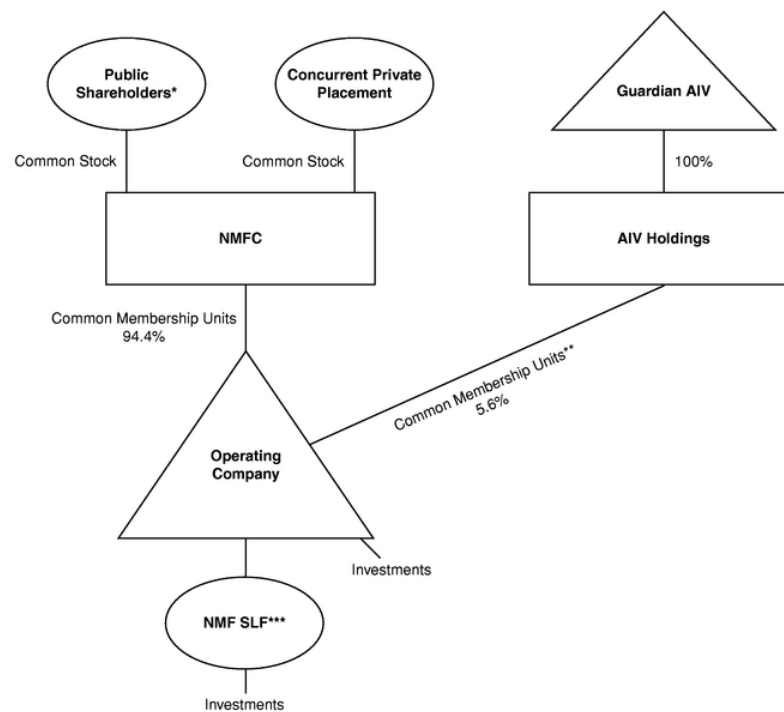 Public
Shareholders*
Concurrent Private
Placement
Guardian AIV
Common Stock
Common Stock
100%
NMFC
AIV Holdings
Common Membership Units
94.4%
Common Membership Units**
5.6%
Operating
Company
Investments
NMF SLF***
Investments